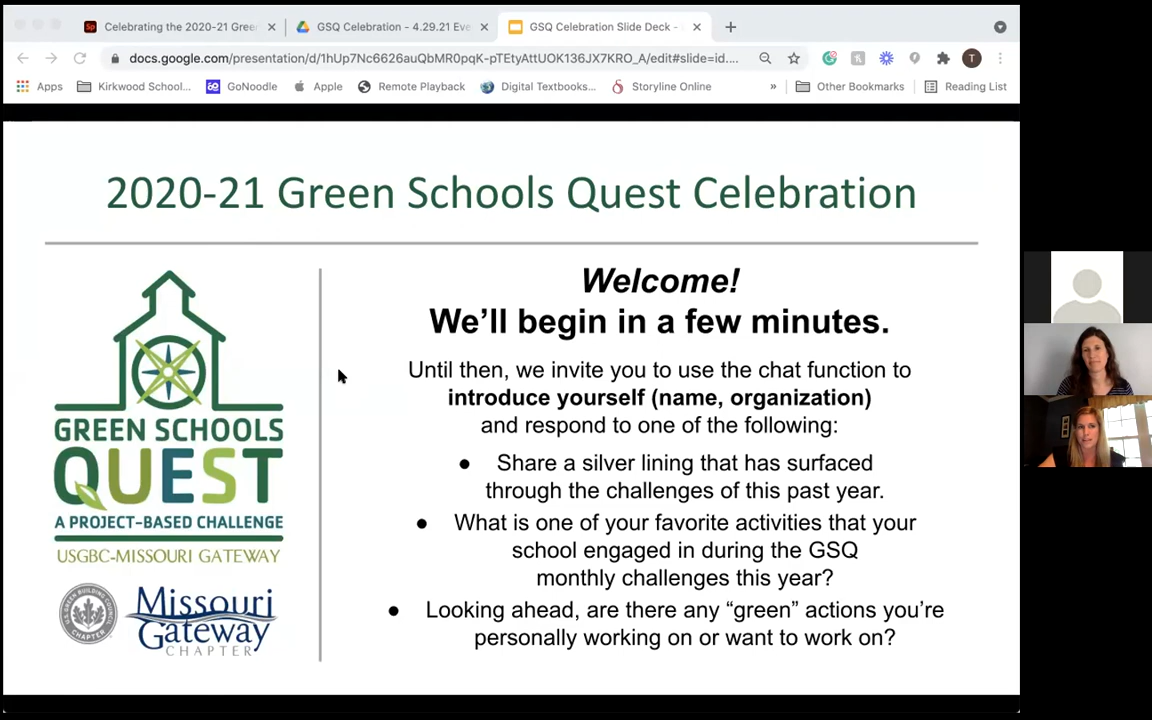 Celebrating the 2020-21 Green
GSQ Celebration - 4.29.21 Eve
GSQ Celebration Slide Deck -
docs.google.com/presentation/d/1hUp7Nc6626auQbMR0pqK-pTEtyAttUOK136JX7KRO_A/edit#slide=id....
T
Apps
Kirkwood School...
GoNoodle
Apple
Remote Playback
Digital Textbooks...
Storyline Online
»
Other Bookmarks
Reading List
2020-21 Green Schools Quest Celebration
GREEN SCHOOLS
QUEST
A PROJECT-BASED CHALLENGE
USGBC-MISSOURI GATEWAY
Missouri
Gateway
CHAPTER
Welcome!
We’ll begin in a few minutes.
Until then, we invite you to use the chat function to
introduce yourself (name, organization)
and respond to one of the following:
● Share a silver lining that has surfaced
through the challenges of this past year.
● What is one of your favorite activities that your
school engaged in during the GSQ
monthly challenges this year?
● Looking ahead, are there any “green” actions you’re
personally working on or want to work on?